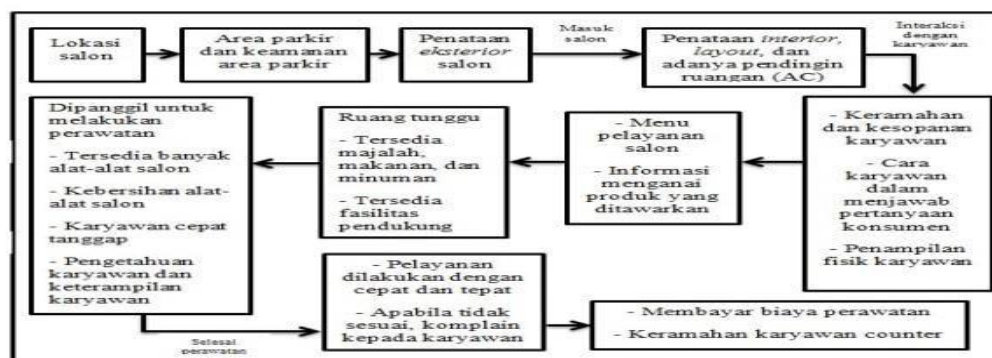 Lokasi
salon
Area parkir
dan keamanan
area parkir
Penataan
eksterior
salon
Masuk
salon
Penataan interior,
layout, dan
adanya pendingin
ruangan (AC)
Interaksi
dengan
karyawan
- Keramahan
dan kesopanan
karyawan
- Cara
karyawan
dalam
menjawab
pertanyaan
konsumen
- Penampilan
fisik karyawan
- Menu
pelayanan
salon
- Informasi
menganai
produk yang
ditawarkan
Ruang tunggu
- Tersedia
majalah,
makanan, dan
minuman
- Tersedia
fasilitas
pendukung
Dipanggil untuk
melakukan
perawatan
- Tersedia banyak
alat-alat salon
- Kebersihan alat-
alat salon
- Karyawan cepat
tanggap
- Pengetahuan
karyawan dan
keterampilan
karyawan
Selesai
perawatan
- Pelayanan
dilakukan dengan
cepat dan tepat
- Apabila tidak
sesuai, komplain
kepada karyawan
- Membayar biaya perawatan
- Keramahan karyawan counter